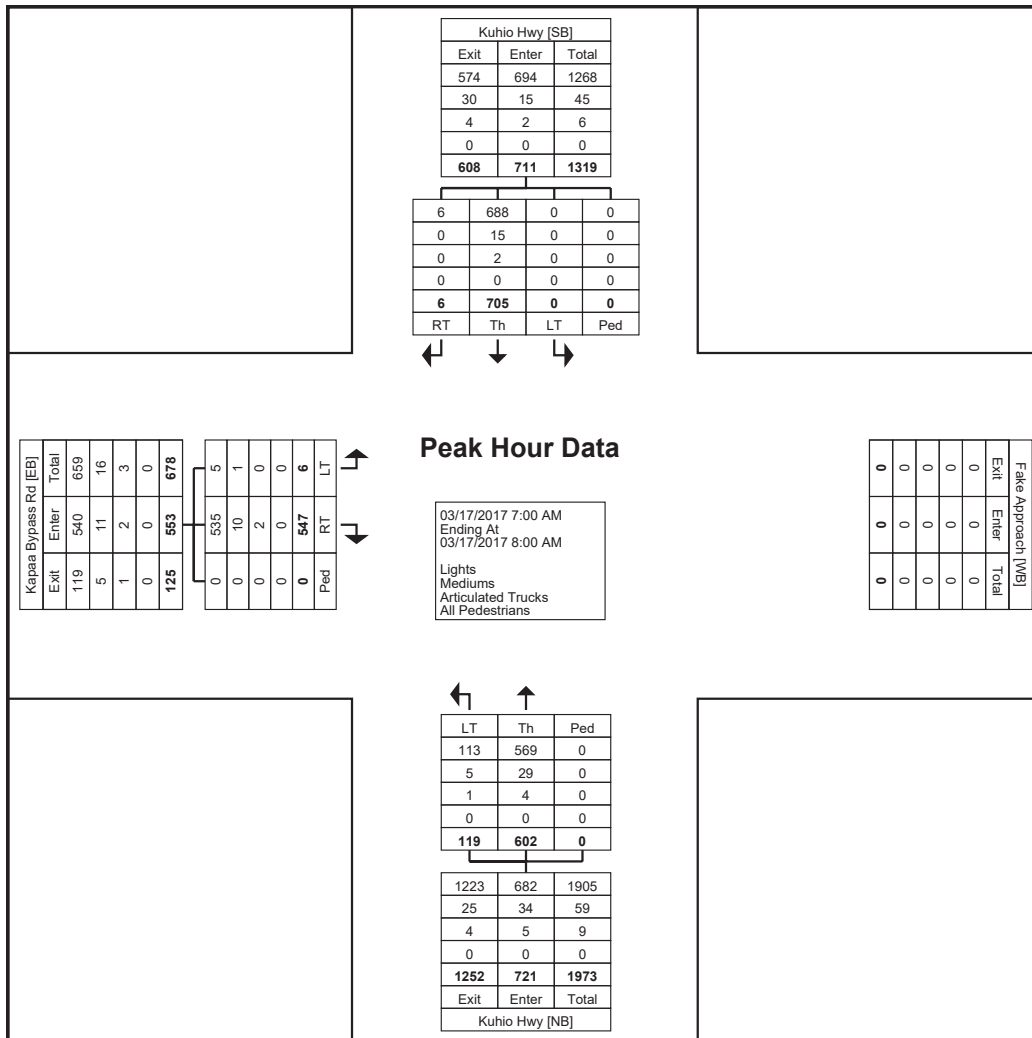 Kuhio Hwy [SB]
Exit Enter Total
574 694 1268
30 15 45
4 2 6
0 0 0
608 711 1319
6 688 0 0
0 15 0 0
0 2 0 0
0 0 0 0
6 705 0 0
RT Th LT Ped
Kapaa Bypass Rd [EB]
Exit Enter Total
119 540 659
5 11 16
1 2 3
0 0 0
125 553 678
0 535 5
0 10 1
0 2 0
0 0 0
0 547 6
Ped RT LT
Peak Hour Data
03/17/2017 7:00 AM
Ending At
03/17/2017 8:00 AM
Lights
Mediums
Articulated Trucks
All Pedestrians
Fake Approach [WB]
Exit Enter Total
0 0 0
0 0 0
0 0 0
0 0 0
0 0 0
LT Th Ped
113 569 0
5 29 0
1 4 0
0 0 0
119 602 0
1223 682 1905
25 34 59
4 5 9
0 0 0
1252 721 1973
Exit Enter Total
Kuhio Hwy [NB]